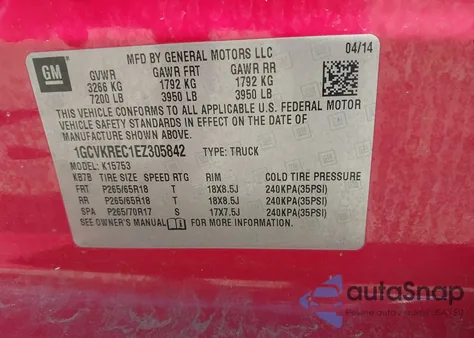 GM
MFD BY GENERAL MOTORS LLC
04/14
GVWR GAWR FRT GAWR RR
3266 KG 1792 KG 1792 KG
7200 LB 3950 LB 3950 LB
THIS VEHICLE CONFORMS TO ALL APPLICABLE U.S. FEDERAL MOTOR
VEHICLE SAFETY STANDARDS IN EFFECT ON THE DATE OF
MANUFACTURE SHOWN ABOVE.
1GCVKREC1EZ305842 TYPE: TRUCK
MODEL: K15753
KBTB TIRE SIZE SPEED RTG RIM COLD TIRE PRESSURE
FRT P265/65R18 T 18X8.5J 240KPA(35PSI)
RR P265/65R18 T 18X8.5J 240KPA(35PSI)
SPA P265/70R17 S 17X7.5J 240KPA(35PSI)
SEE OWNER'S MANUAL FOR MORE INFORMATION
autoSnap